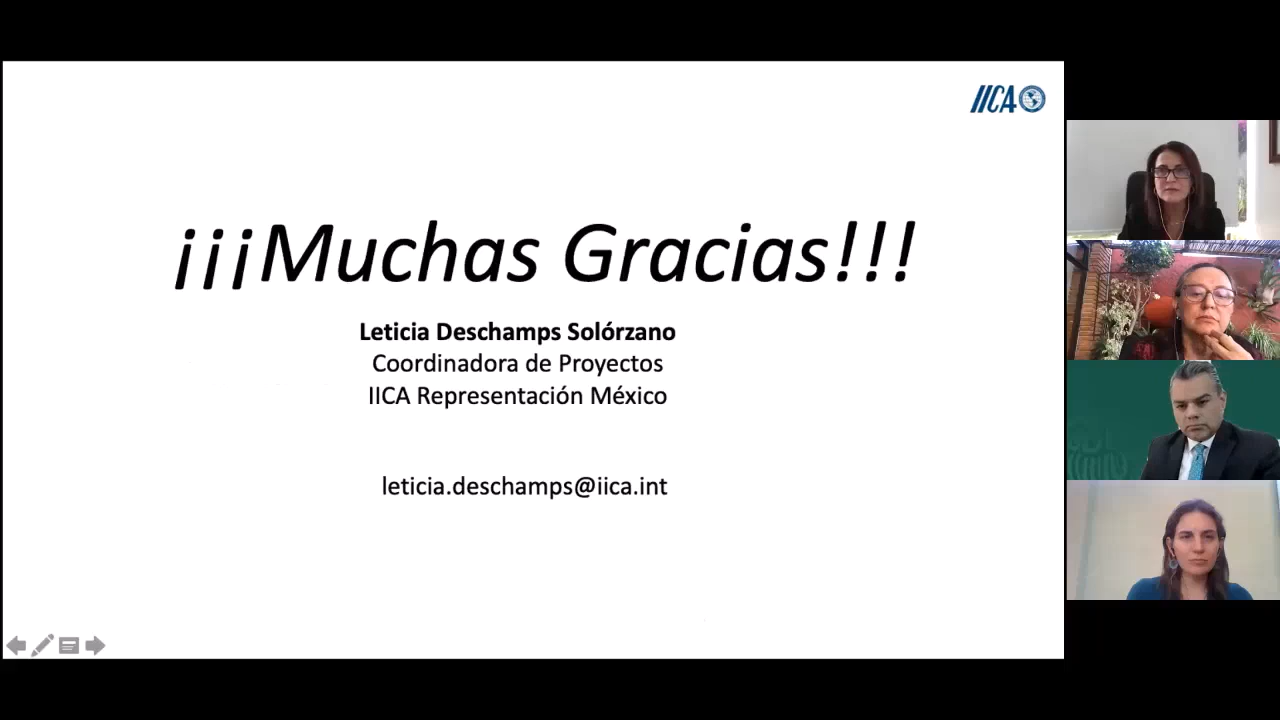 IICA
¡¡¡Muchas Gracias!!!
Leticia Deschamps Solórzano
Coordinadora de Proyectos
IICA Representación México
leticia.deschamps@iica.int